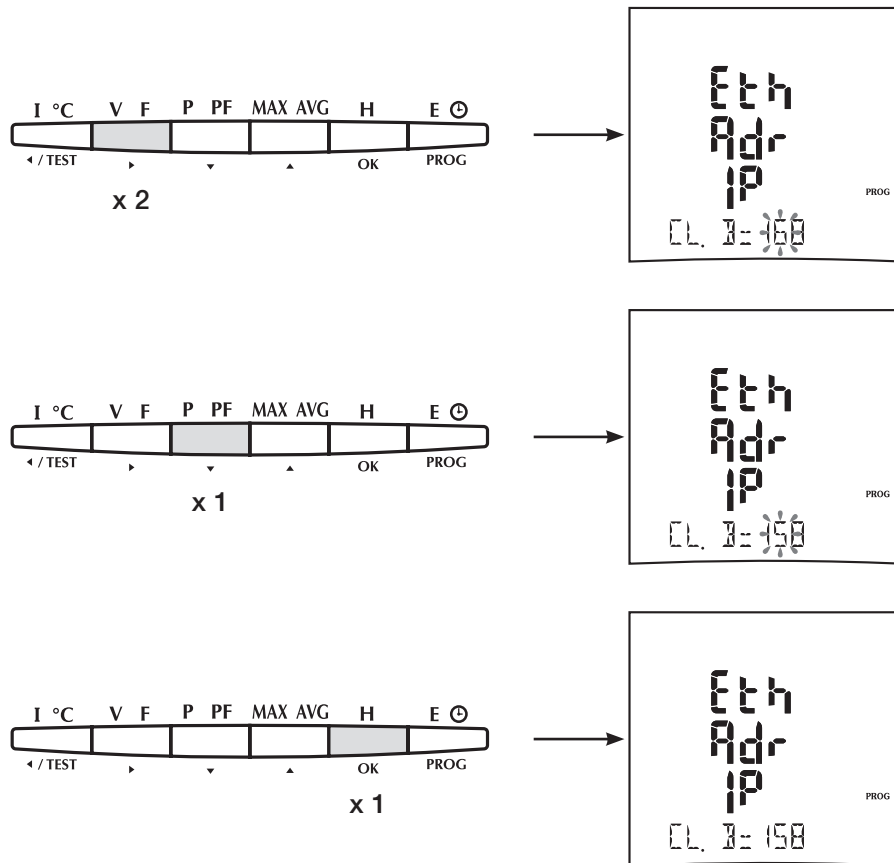 I °C V F P PF MAX AVG H E
◂ / TEST ▸ ▾ ▴ OK PROG
x 2
Eth
Adr
IP
PROG
CL. 3=168
I °C V F P PF MAX AVG H E
◂ / TEST ▸ ▾ ▴ OK PROG
x 1
Eth
Adr
IP
PROG
CL. 3=158
I °C V F P PF MAX AVG H E
◂ / TEST ▸ ▾ ▴ OK PROG
x 1
Eth
Adr
IP
PROG
CL. 3=158